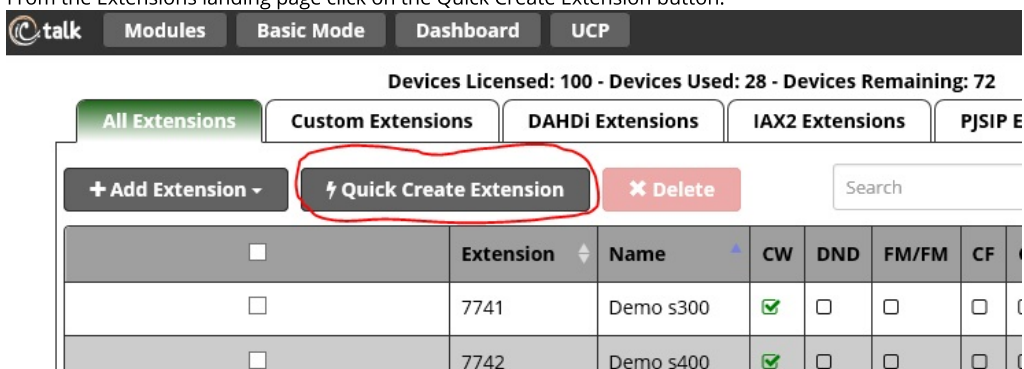 From the Extensions landing page click on the Quick Create Extension button.
talk Modules Basic Mode Dashboard UCP
Devices Licensed: 100 - Devices Used: 28 - Devices Remaining: 72
All Extensions Custom Extensions DAHDi Extensions IAX2 Extensions PJSIP E
+ Add Extension Quick Create Extension Delete Search
Extension Name CW DND FM/FM CF
7741 Demo s300
7742 Demo s400